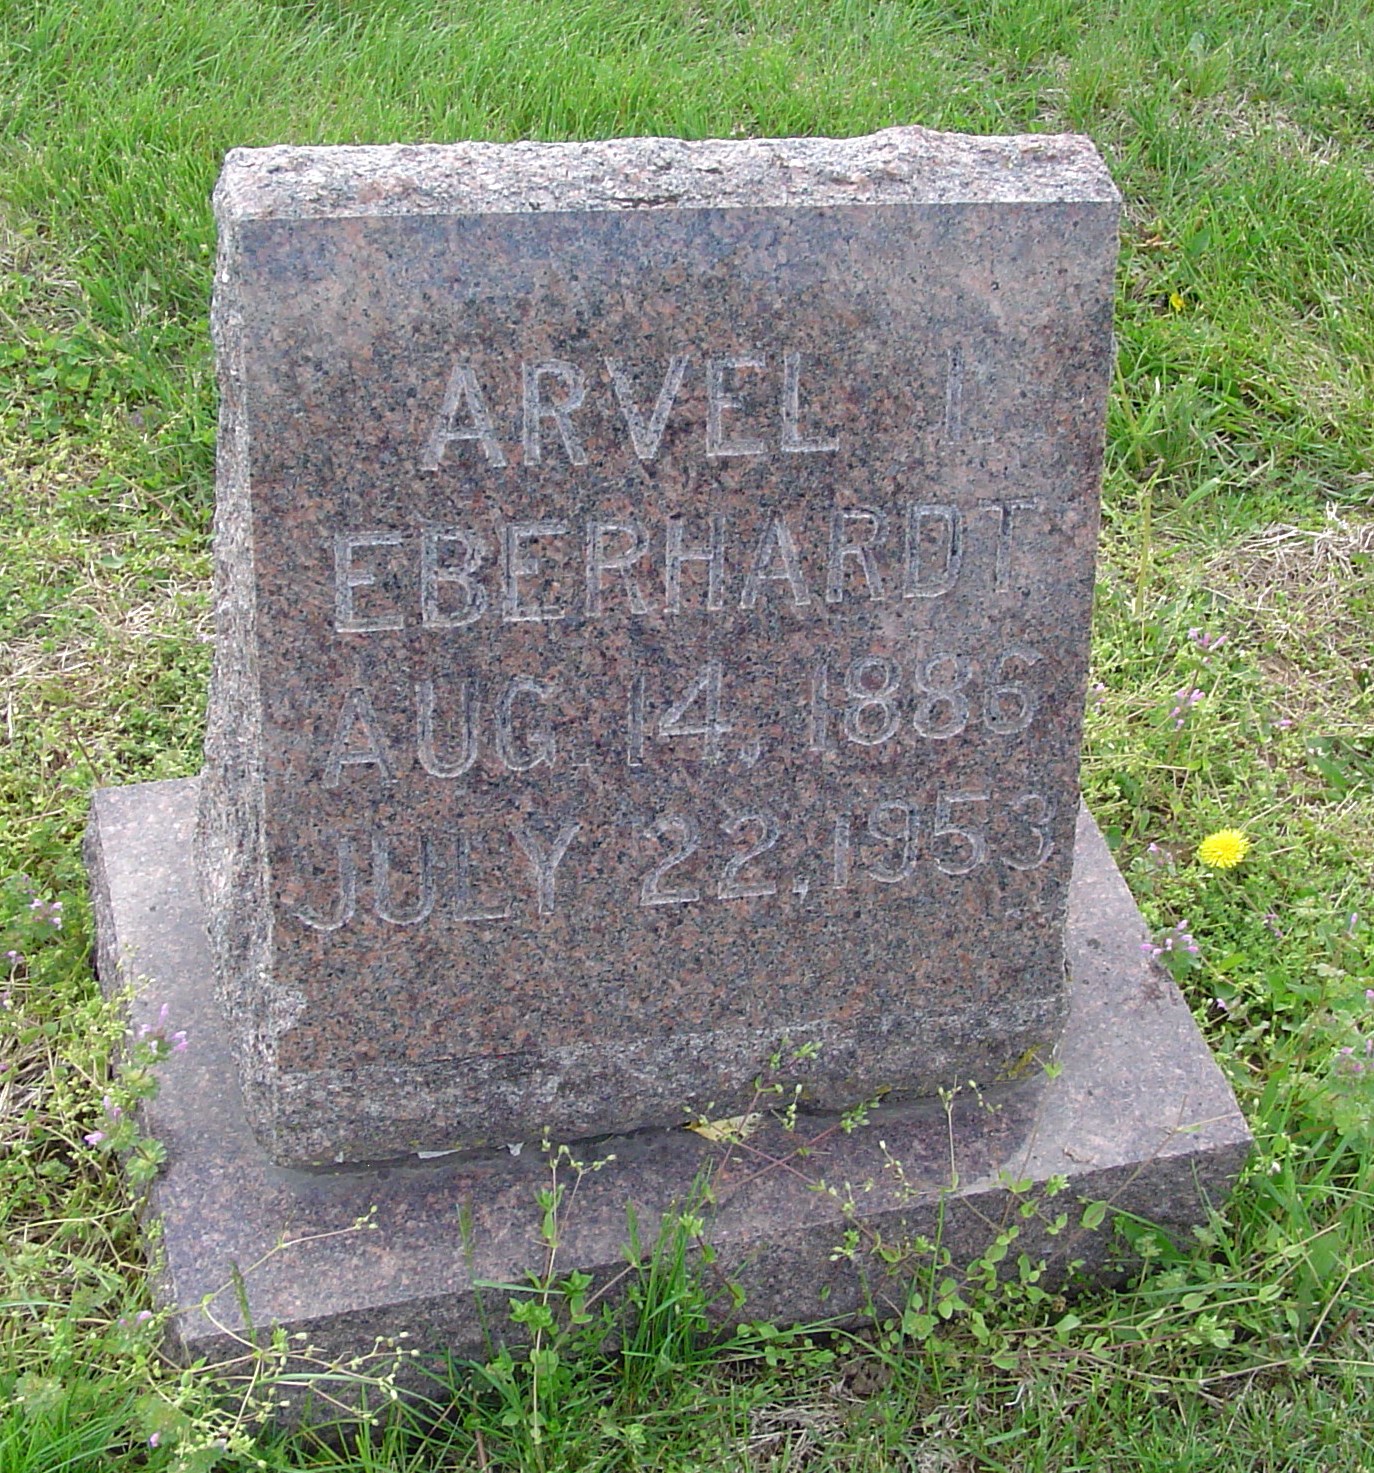 ARVEL L.
EBERHARDT
AUG. 14, 1886
JULY 22, 1953